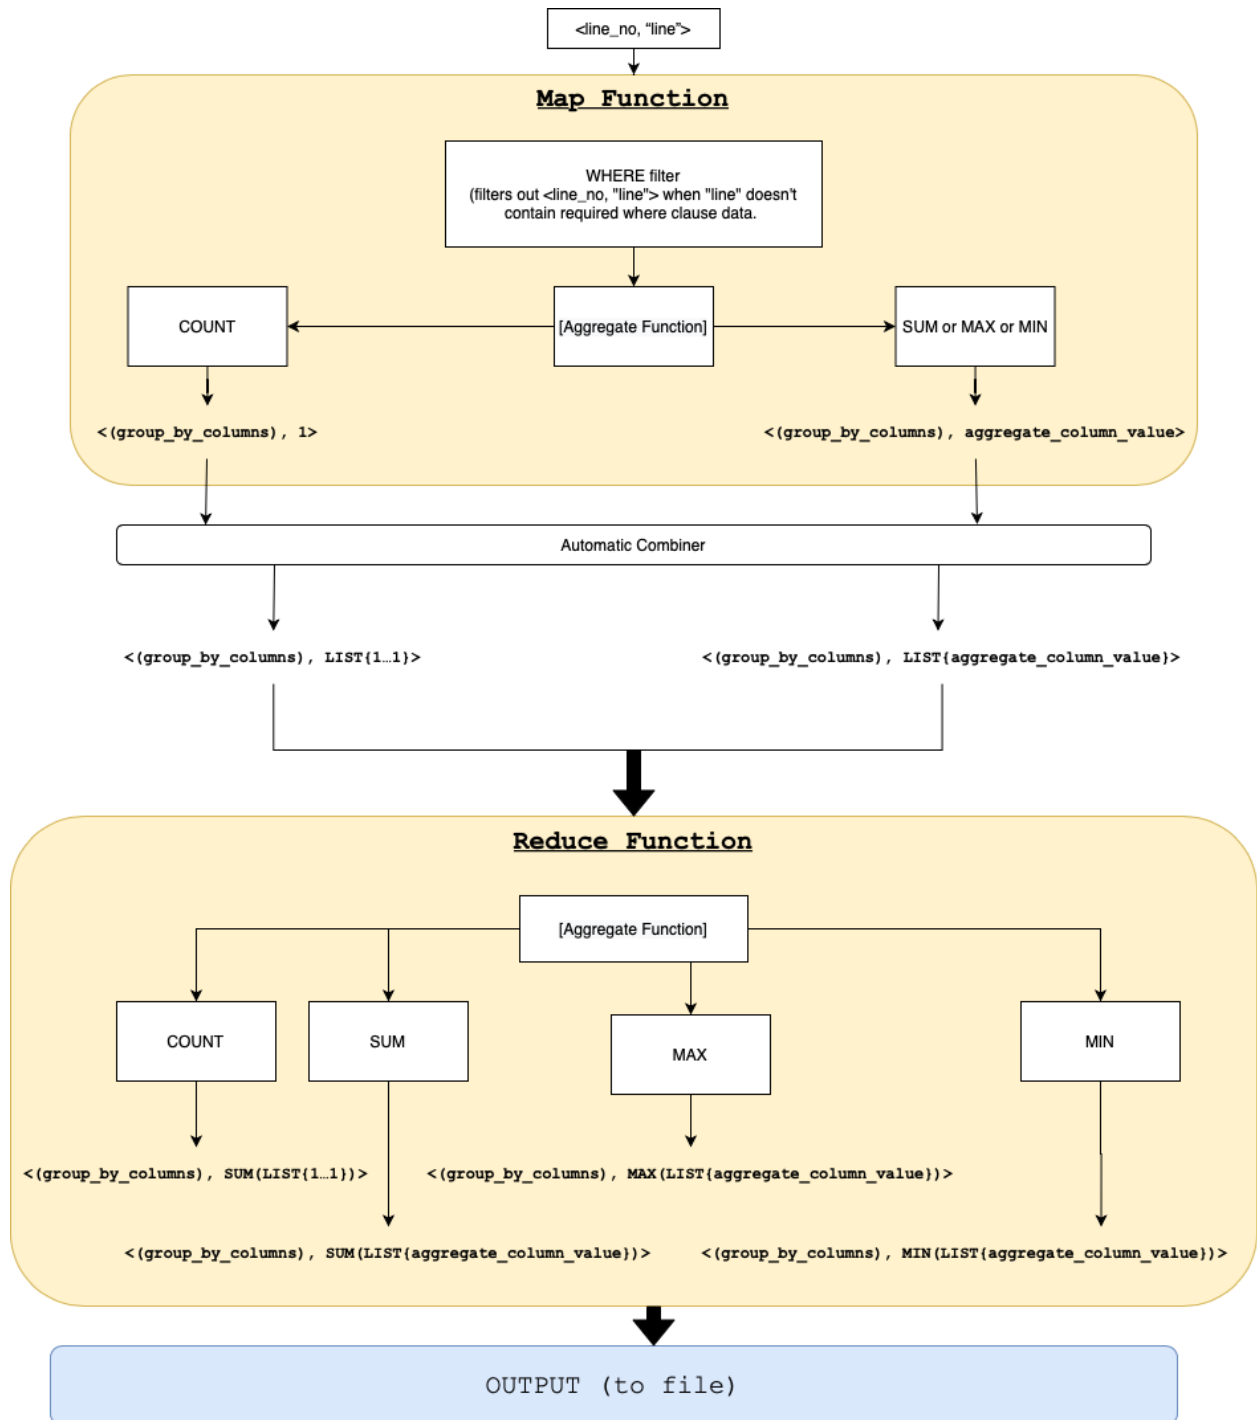 <line_no, “line”>
Map Function
WHERE filter
(filters out <line_no, "line"> when "line" doesn't
contain required where clause data.
COUNT
[Aggregate Function]
SUM or MAX or MIN
<(group_by_columns), 1>
<(group_by_columns), aggregate_column_value>
Automatic Combiner
<(group_by_columns), LIST{1…1}>
<(group_by_columns), LIST{aggregate_column_value}>
Reduce Function
[Aggregate Function]
COUNT
SUM
MAX
MIN
<(group_by_columns), SUM(LIST{1…1})>
<(group_by_columns), MAX(LIST{aggregate_column_value})>
<(group_by_columns), SUM(LIST{aggregate_column_value})>
<(group_by_columns), MIN(LIST{aggregate_column_value})>
OUTPUT (to file)